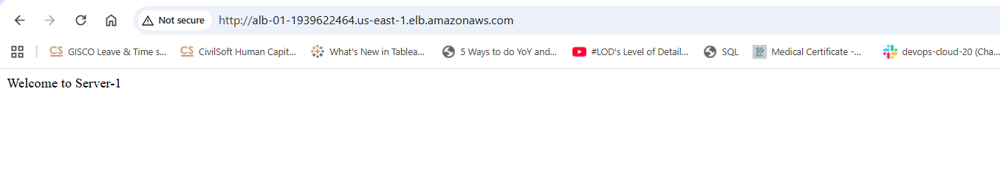 Not secure http://alb-01-1939622464.us-east-1.elb.amazonaws.com
CS GISCO Leave & Time s... CS CivilSoft Human Capit... What's New in Tablea... 5 Ways to do YoY and... #LOD's Level of Detail... SQL Medical Certificate -... devops-cloud-20 (Cha...
Welcome to Server-1